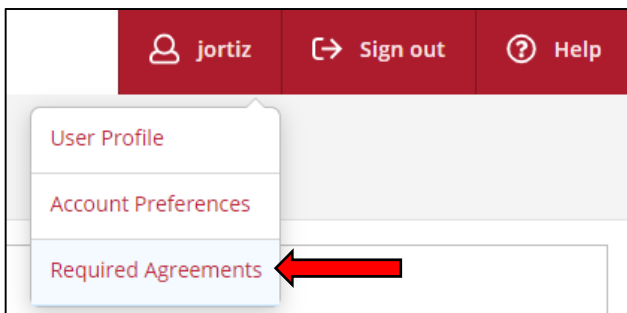 jortiz Sign out Help
User Profile
Account Preferences
Required Agreements